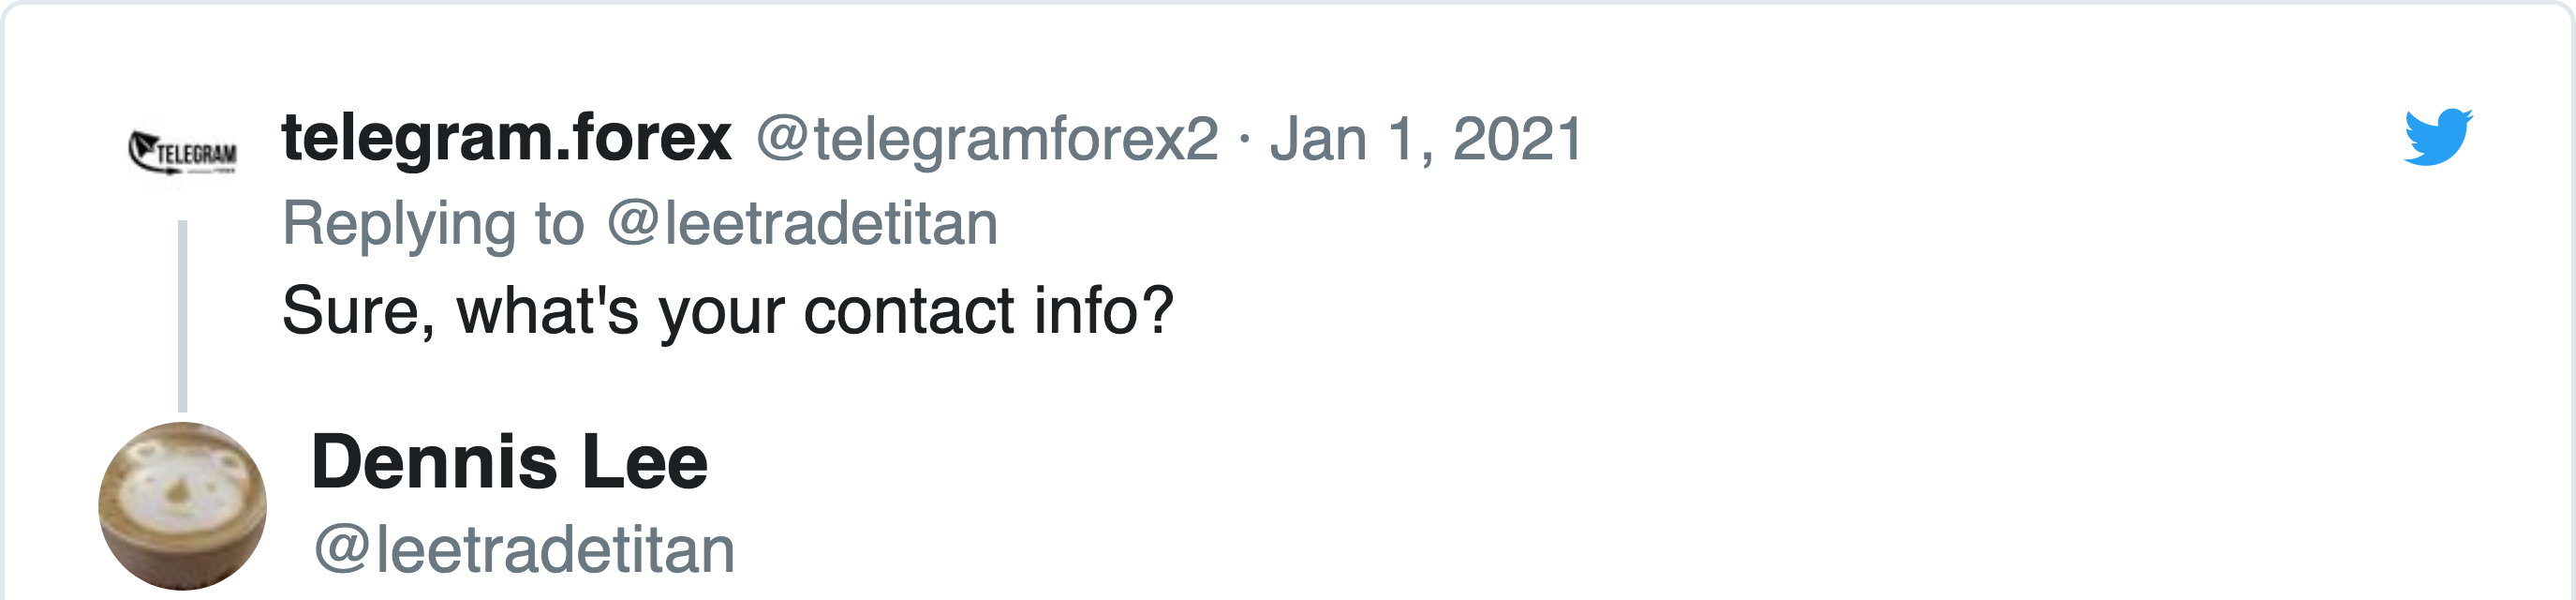 TELEGRAM
telegram.forex @telegramforex2 · Jan 1, 2021
Replying to @leetradetitan
Sure, what's your contact info?
Dennis Lee
@leetradetitan